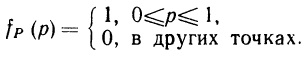 f_P (p) = { 1, 0⩽p⩽1,
0, в других точках.